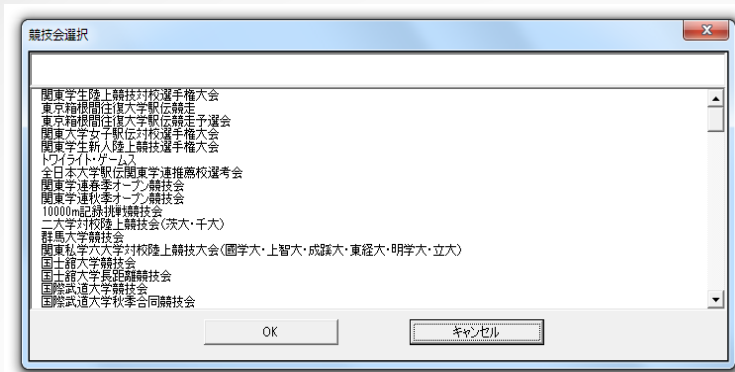 競技会選択
関東学生陸上競技対校選手権大会
東京箱根間往復大学駅伝競走
東京箱根間往復大学駅伝競走予選会
関東大学女子駅伝対校選手権大会
関東学生新人陸上競技選手権大会
トワイライト・ゲームス
全日本大学駅伝関東学連推薦校選考会
関東学連春季オープン競技会
関東学連秋季オープン競技会
10000m記録挑戦競技会
二大学対校陸上競技会(茨大・千大)
群馬大学競技会
関東私学六大学対校陸上競技大会(國学大・上智大・成蹊大・東経大・明学大・立大)
国士舘大学競技会
国士舘大学長距離競技会
国際武道大学競技会
国際武道大学秋季合同競技会
OK
キャンセル